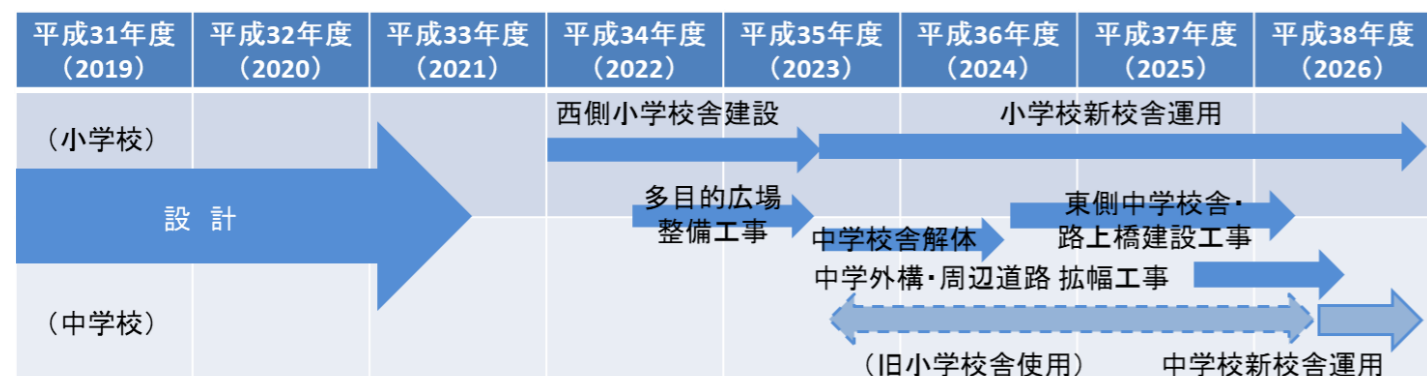 平成31年度 平成32年度 平成33年度 平成34年度 平成35年度 平成36年度 平成37年度 平成38年度
（2019） （2020） （2021） （2022） （2023） （2024） （2025） （2026）
西側小学校舎建設 小学校新校舎運用
（小学校）
設 計
多目的広場
整備工事
東側中学校舎・
路上橋建設工事
中学校舎解体
中学外構・周辺道路 拡幅工事
（中学校）
（旧小学校舎使用） 中学校新校舎運用